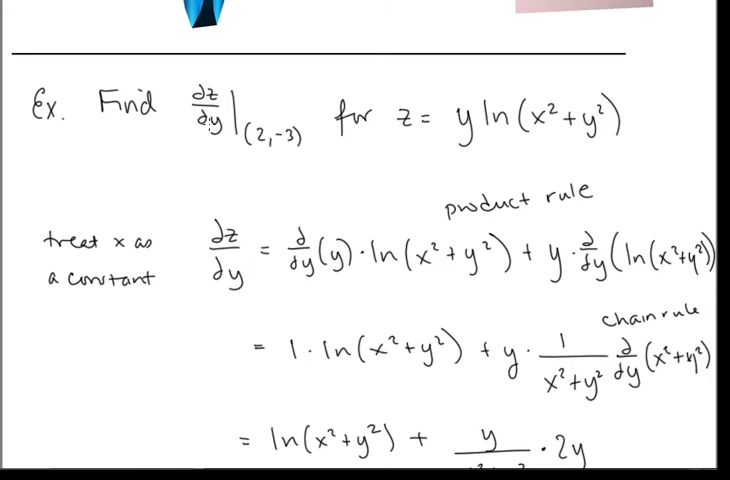 Ex. Find ∂z/∂y |(2,-3) for z = y ln(x² + y²)
product rule
treat x as a constant
∂z/∂y = ∂/∂y (y) · ln(x² + y²) + y · ∂/∂y (ln(x²+y²))
chain rule
= 1 · ln(x² + y²) + y · 1/(x² + y²) ∂/∂y (x² + y²)
= ln(x² + y²) + y/ · 2y